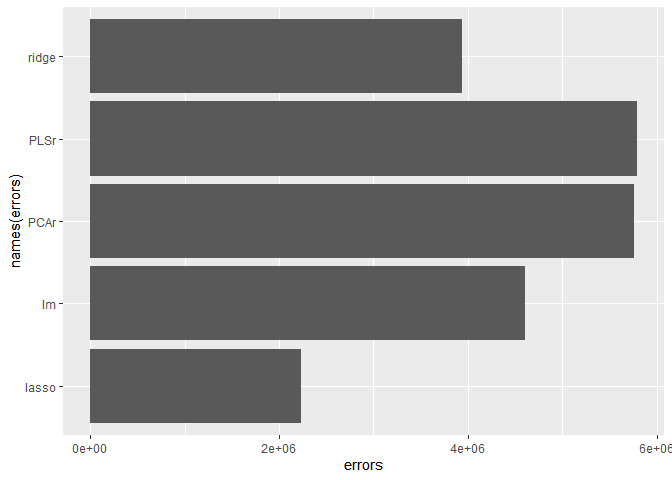 names(errors)
ridge
PLSr
PCAr
lm
lasso
0e+00 2e+06 4e+06 6e+06
errors